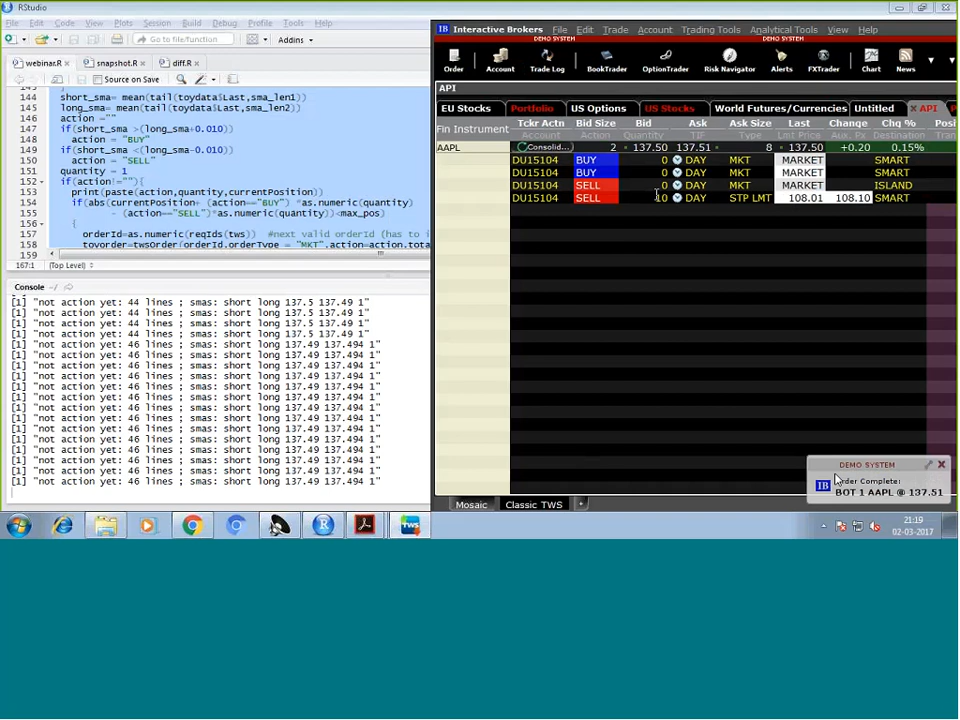 RStudio
File Edit Code View Plots Session Build Debug Profile Tools Help
Go to file/function
Addins
webinar.R
snapshot.R
diff.R
Source on Save
144 short_sma= mean(tail(toydata$Last,sma_len1))
145 long_sma= mean(tail(toydata$Last,sma_len2))
146 action =""
147 if(short_sma >(long_sma+0.010))
148 action = "BUY"
149 if(short_sma <(long_sma-0.010))
150 action = "SELL"
151 quantity = 1
152 if(action!=""){
153 print(paste(action,quantity,currentPosition))
154 if(abs(currentPosition+ (action=="BUY") *as.numeric(quantity)
155 - (action=="SELL")*as.numeric(quantity))<max_pos)
156 {
157 orderId=as.numeric(reqIds(tws)) #next valid orderId (has to i
158 toyorder=twsOrder(orderId,orderType = "MKT",action=action,tota
159
167:1 (Top Level)
Console ~/
[1] "not action yet: 44 lines ; smas: short long 137.5 137.49 1"
[1] "not action yet: 44 lines ; smas: short long 137.5 137.49 1"
[1] "not action yet: 44 lines ; smas: short long 137.5 137.49 1"
[1] "not action yet: 44 lines ; smas: short long 137.5 137.49 1"
[1] "not action yet: 46 lines ; smas: short long 137.49 137.494 1"
[1] "not action yet: 46 lines ; smas: short long 137.49 137.494 1"
[1] "not action yet: 46 lines ; smas: short long 137.49 137.494 1"
[1] "not action yet: 46 lines ; smas: short long 137.49 137.494 1"
[1] "not action yet: 46 lines ; smas: short long 137.49 137.494 1"
[1] "not action yet: 46 lines ; smas: short long 137.49 137.494 1"
[1] "not action yet: 46 lines ; smas: short long 137.49 137.494 1"
[1] "not action yet: 46 lines ; smas: short long 137.49 137.494 1"
[1] "not action yet: 46 lines ; smas: short long 137.49 137.494 1"
[1] "not action yet: 46 lines ; smas: short long 137.49 137.494 1"
[1] "not action yet: 46 lines ; smas: short long 137.49 137.494 1"
[1] "not action yet: 46 lines ; smas: short long 137.49 137.494 1"
[1] "not action yet: 46 lines ; smas: short long 137.49 137.494 1"
[1] "not action yet: 46 lines ; smas: short long 137.49 137.494 1"
IB Interactive Brokers File Edit Trade Account Trading Tools Analytical Tools View Help
DEMO SYSTEM DEMO SYSTEM
Order Account Trade Log BookTrader OptionTrader Risk Navigator Alerts FXTrader Chart News
API
EU Stocks Portfolio US Options US Stocks World Futures/Currencies Untitled API
Fin Instrument
Tckr Actn Bid Size Bid Ask Ask Size Last Change Chg % Posi
Account Action Quantity TIF Type Lmt Price Aux. Px Destination Tran
AAPL Consolid... 2 137.50 137.51 8 137.50 +0.20 0.15%
DU15104 BUY 0 DAY MKT MARKET SMART
DU15104 BUY 0 DAY MKT MARKET SMART
DU15104 SELL 0 DAY MKT MARKET ISLAND
DU15104 SELL 10 DAY STP LMT 108.01 108.10 SMART
DEMO SYSTEM
IB
Order Complete:
BOT 1 AAPL @ 137.51
Mosaic Classic TWS +
TWS
21:19
02-03-2017